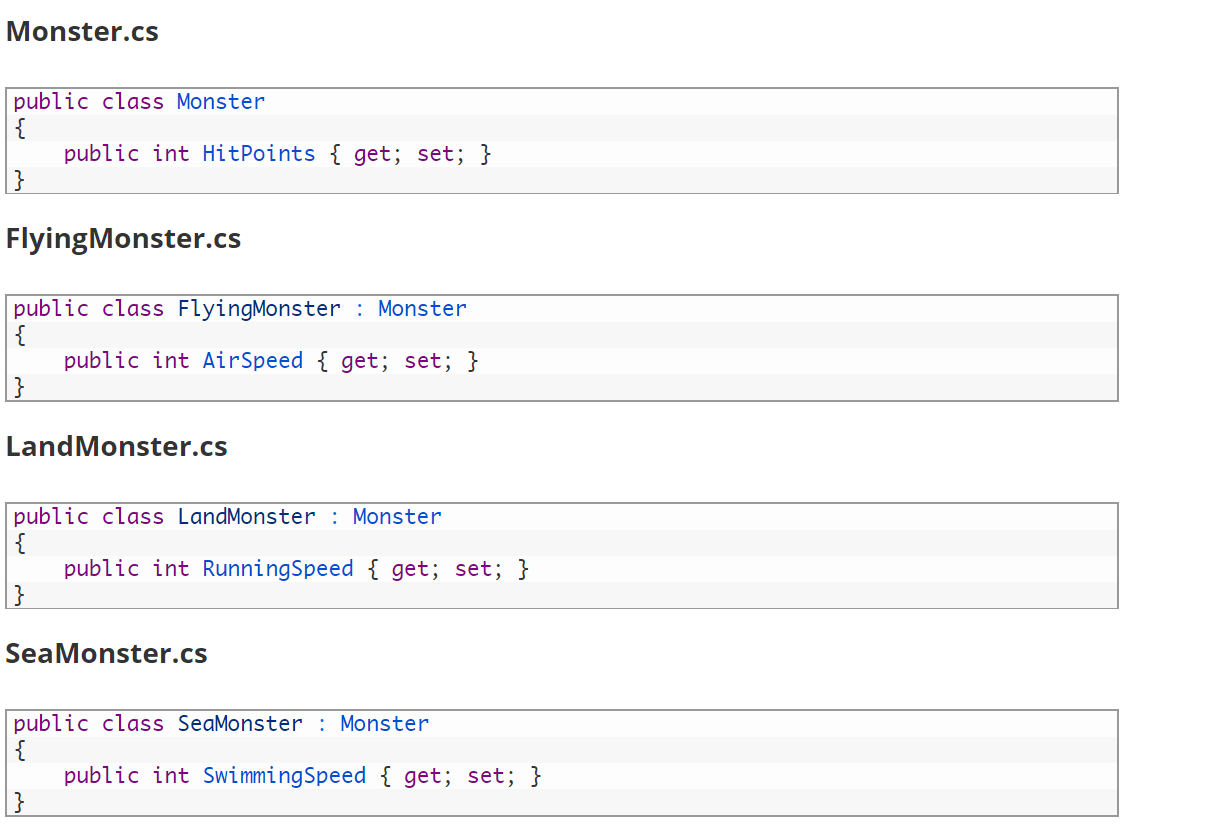 Monster.cs
public class Monster
{
    public int HitPoints { get; set; }
}
FlyingMonster.cs
public class FlyingMonster : Monster
{
    public int AirSpeed { get; set; }
}
LandMonster.cs
public class LandMonster : Monster
{
    public int RunningSpeed { get; set; }
}
SeaMonster.cs
public class SeaMonster : Monster
{
    public int SwimmingSpeed { get; set; }
}